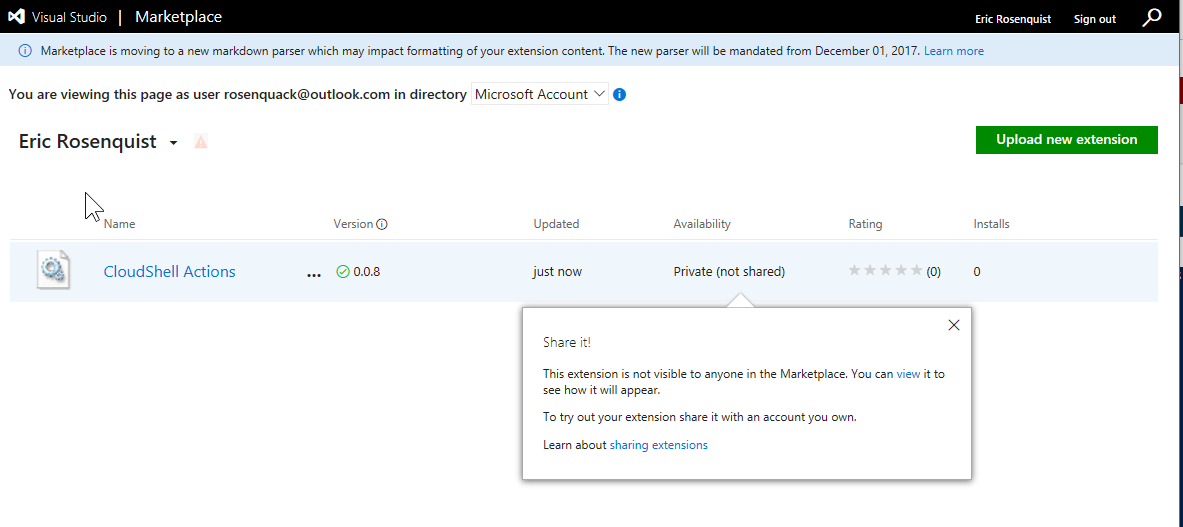 Visual Studio | Marketplace
Eric Rosenquist Sign out
Marketplace is moving to a new markdown parser which may impact formatting of your extension content. The new parser will be mandated from December 01, 2017. Learn more
You are viewing this page as user rosenquack@outlook.com in directory Microsoft Account
Eric Rosenquist
Upload new extension
Name Version Updated Availability Rating Installs
CloudShell Actions ... 0.0.8 just now Private (not shared) (0) 0
Share it!
This extension is not visible to anyone in the Marketplace. You can view it to
see how it will appear.
To try out your extension share it with an account you own.
Learn about sharing extensions